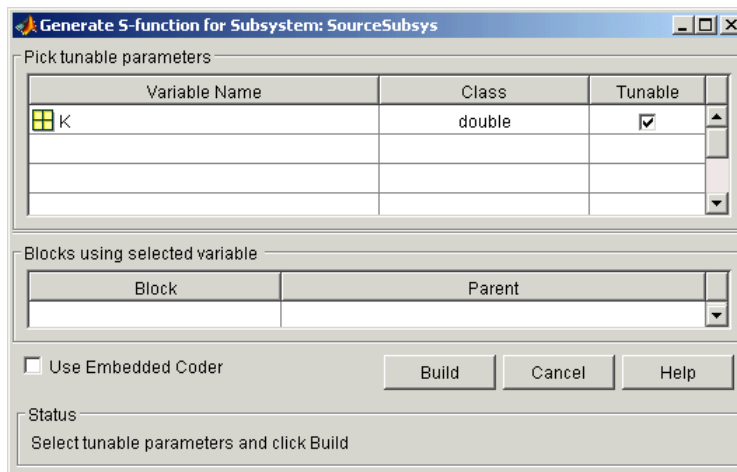 Generate S-function for Subsystem: SourceSubsys
Pick tunable parameters
Variable Name Class Tunable
K double
Blocks using selected variable
Block Parent
Use Embedded Coder Build Cancel Help
Status
Select tunable parameters and click Build